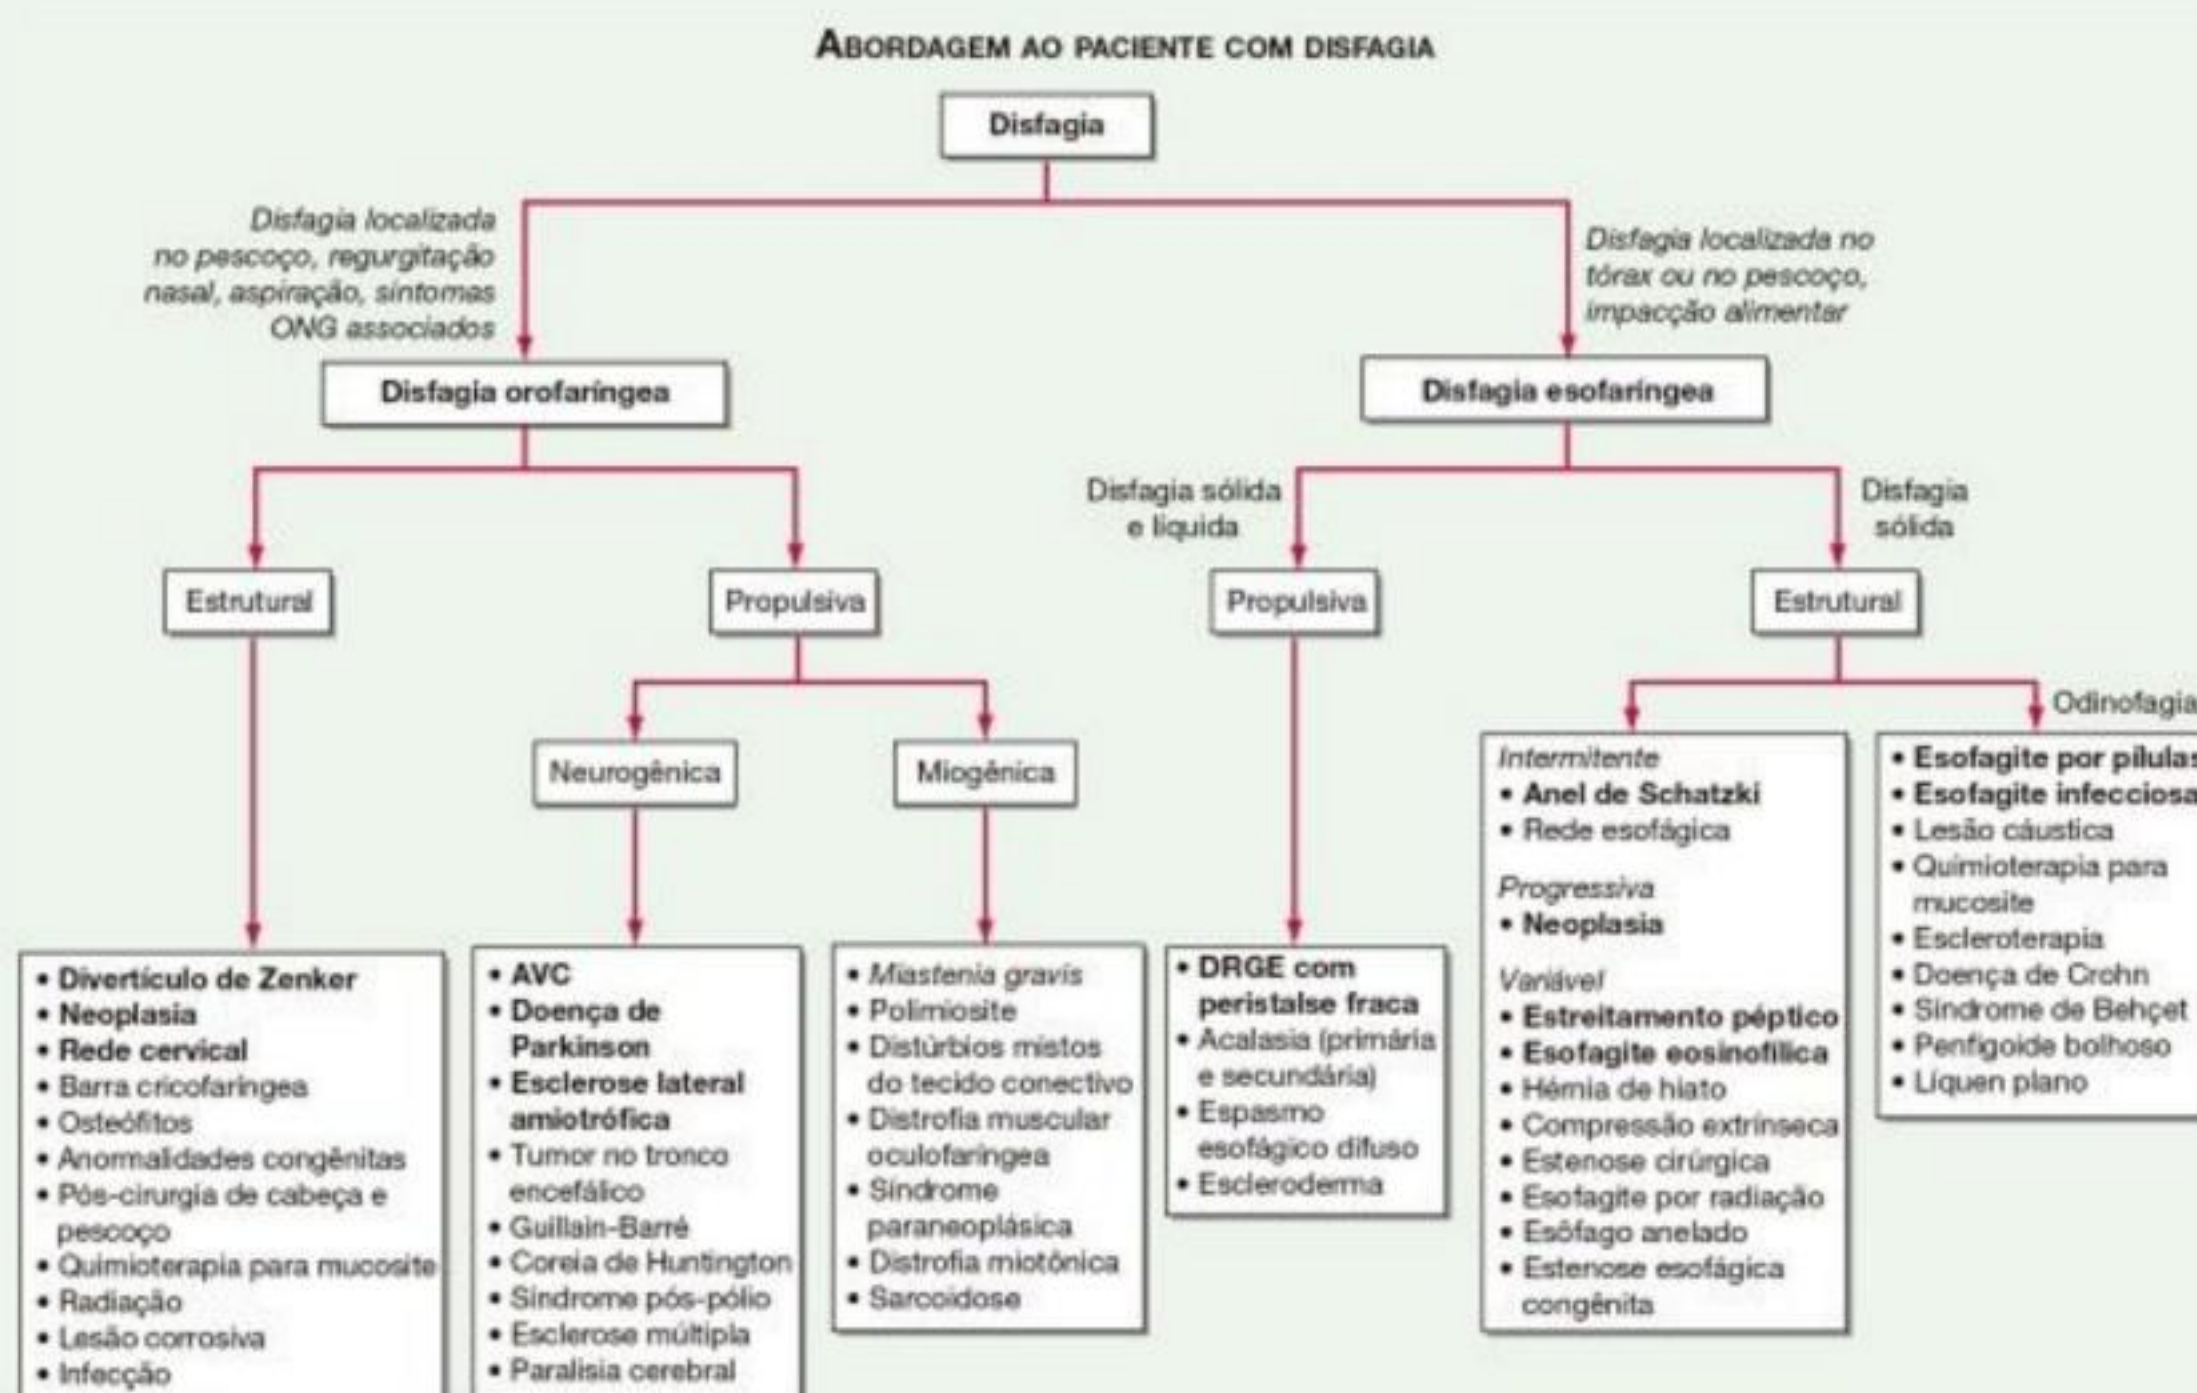 ABORDAGEM AO PACIENTE COM DISFAGIA
Disfagia
Disfagia localizada
no pescoço, regurgitação
nasal, aspiração, sintomas
ONG associados
Disfagia localizada no
tórax ou no pescoço,
impacção alimentar
Disfagia orofaríngea
Disfagia esofaríngea
Disfagia sólida
e líquida
Disfagia
sólida
Estrutural
Propulsiva
Propulsiva
Estrutural
Neurogênica
Miogênica
Odinofagia
• Divertículo de Zenker
• Neoplasia
• Rede cervical
• Barra cricofaríngea
• Osteófitos
• Anormalidades congênitas
• Pós-cirurgia de cabeça e
pescoço
• Quimioterapia para mucosite
• Radiação
• Lesão corrosiva
• Infecção
• AVC
• Doença de
Parkinson
• Esclerose lateral
amiotrófica
• Tumor no tronco
encefálico
• Guillain-Barré
• Coreia de Huntington
• Síndrome pós-pólio
• Esclerose múltipla
• Paralisia cerebral
• Miastenia gravis
• Polimiosite
• Distúrbios mistos
do tecido conectivo
• Distrofia muscular
oculofaríngea
• Síndrome
paraneoplásica
• Distrofia miotônica
• Sarcoidose
• DRGE com
peristalse fraca
• Acalasia (primária
e secundária)
• Espasmo
esofágico difuso
• Escleroderma
Intermitente
• Anel de Schatzki
• Rede esofágica
Progressiva
• Neoplasia
Variável
• Estreitamento péptico
• Esofagite eosinofílica
• Hérnia de hiato
• Compressão extrínseca
• Estenose cirúrgica
• Esofagite por radiação
• Esôfago anelado
• Estenose esofágica
congênita
• Esofagite por pílulas
• Esofagite infecciosa
• Lesão cáustica
• Quimioterapia para
mucosite
• Escleroterapia
• Doença de Crohn
• Síndrome de Behçet
• Penfigoide bolhoso
• Líquen plano